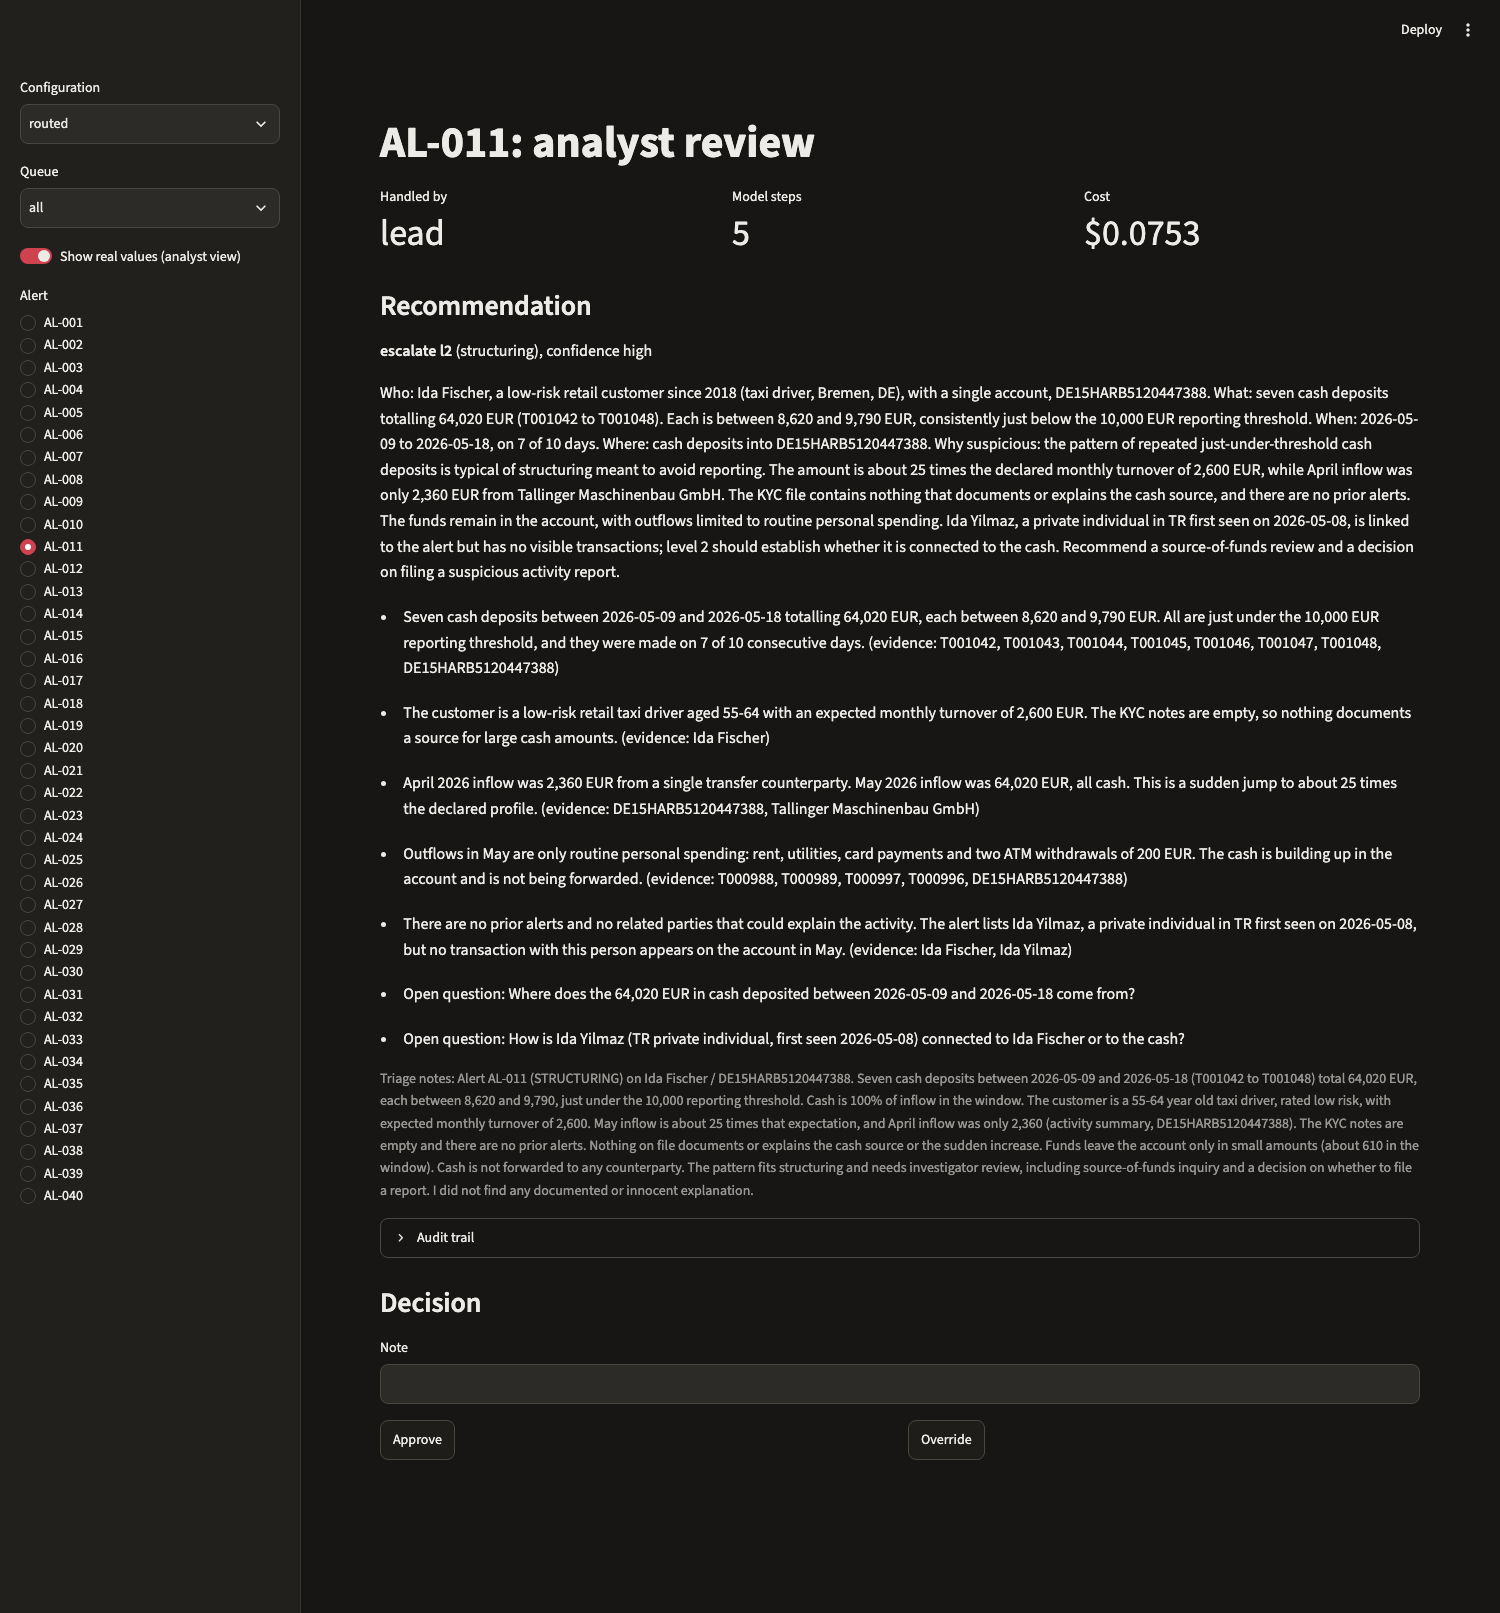 Deploy
Configuration
routed
Queue
all
Show real values (analyst view)
Alert
AL-001
AL-002
AL-003
AL-004
AL-005
AL-006
AL-007
AL-008
AL-009
AL-010
AL-011
AL-012
AL-013
AL-014
AL-015
AL-016
AL-017
AL-018
AL-019
AL-020
AL-021
AL-022
AL-023
AL-024
AL-025
AL-026
AL-027
AL-028
AL-029
AL-030
AL-031
AL-032
AL-033
AL-034
AL-035
AL-036
AL-037
AL-038
AL-039
AL-040
AL-011: analyst review
Handled by
lead
Model steps
5
Cost
$0.0753
Recommendation
escalate l2 (structuring), confidence high
Who: Ida Fischer, a low-risk retail customer since 2018 (taxi driver, Bremen, DE), with a single account, DE15HARB5120447388. What: seven cash deposits
totalling 64,020 EUR (T001042 to T001048). Each is between 8,620 and 9,790 EUR, consistently just below the 10,000 EUR reporting threshold. When: 2026-05-
09 to 2026-05-18, on 7 of 10 days. Where: cash deposits into DE15HARB5120447388. Why suspicious: the pattern of repeated just-under-threshold cash
deposits is typical of structuring meant to avoid reporting. The amount is about 25 times the declared monthly turnover of 2,600 EUR, while April inflow was
only 2,360 EUR from Tallinger Maschinenbau GmbH. The KYC file contains nothing that documents or explains the cash source, and there are no prior alerts.
The funds remain in the account, with outflows limited to routine personal spending. Ida Yilmaz, a private individual in TR first seen on 2026-05-08, is linked
to the alert but has no visible transactions; level 2 should establish whether it is connected to the cash. Recommend a source-of-funds review and a decision
on filing a suspicious activity report.
• Seven cash deposits between 2026-05-09 and 2026-05-18 totalling 64,020 EUR, each between 8,620 and 9,790 EUR. All are just under the 10,000 EUR
reporting threshold, and they were made on 7 of 10 consecutive days. (evidence: T001042, T001043, T001044, T001045, T001046, T001047, T001048,
DE15HARB5120447388)
• The customer is a low-risk retail taxi driver aged 55-64 with an expected monthly turnover of 2,600 EUR. The KYC notes are empty, so nothing documents
a source for large cash amounts. (evidence: Ida Fischer)
• April 2026 inflow was 2,360 EUR from a single transfer counterparty. May 2026 inflow was 64,020 EUR, all cash. This is a sudden jump to about 25 times
the declared profile. (evidence: DE15HARB5120447388, Tallinger Maschinenbau GmbH)
• Outflows in May are only routine personal spending: rent, utilities, card payments and two ATM withdrawals of 200 EUR. The cash is building up in the
account and is not being forwarded. (evidence: T000988, T000989, T000997, T000996, DE15HARB5120447388)
• There are no prior alerts and no related parties that could explain the activity. The alert lists Ida Yilmaz, a private individual in TR first seen on 2026-05-08,
but no transaction with this person appears on the account in May. (evidence: Ida Fischer, Ida Yilmaz)
• Open question: Where does the 64,020 EUR in cash deposited between 2026-05-09 and 2026-05-18 come from?
• Open question: How is Ida Yilmaz (TR private individual, first seen 2026-05-08) connected to Ida Fischer or to the cash?
Triage notes: Alert AL-011 (STRUCTURING) on Ida Fischer / DE15HARB5120447388. Seven cash deposits between 2026-05-09 and 2026-05-18 (T001042 to T001048) total 64,020 EUR,
each between 8,620 and 9,790, just under the 10,000 reporting threshold. Cash is 100% of inflow in the window. The customer is a 55-64 year old taxi driver, rated low risk, with
expected monthly turnover of 2,600. May inflow is about 25 times that expectation, and April inflow was only 2,360 (activity summary, DE15HARB5120447388). The KYC notes are
empty and there are no prior alerts. Nothing on file documents or explains the cash source or the sudden increase. Funds leave the account only in small amounts (about 610 in the
window). Cash is not forwarded to any counterparty. The pattern fits structuring and needs investigator review, including source-of-funds inquiry and a decision on whether to file
a report. I did not find any documented or innocent explanation.
Audit trail
Decision
Note
Approve
Override